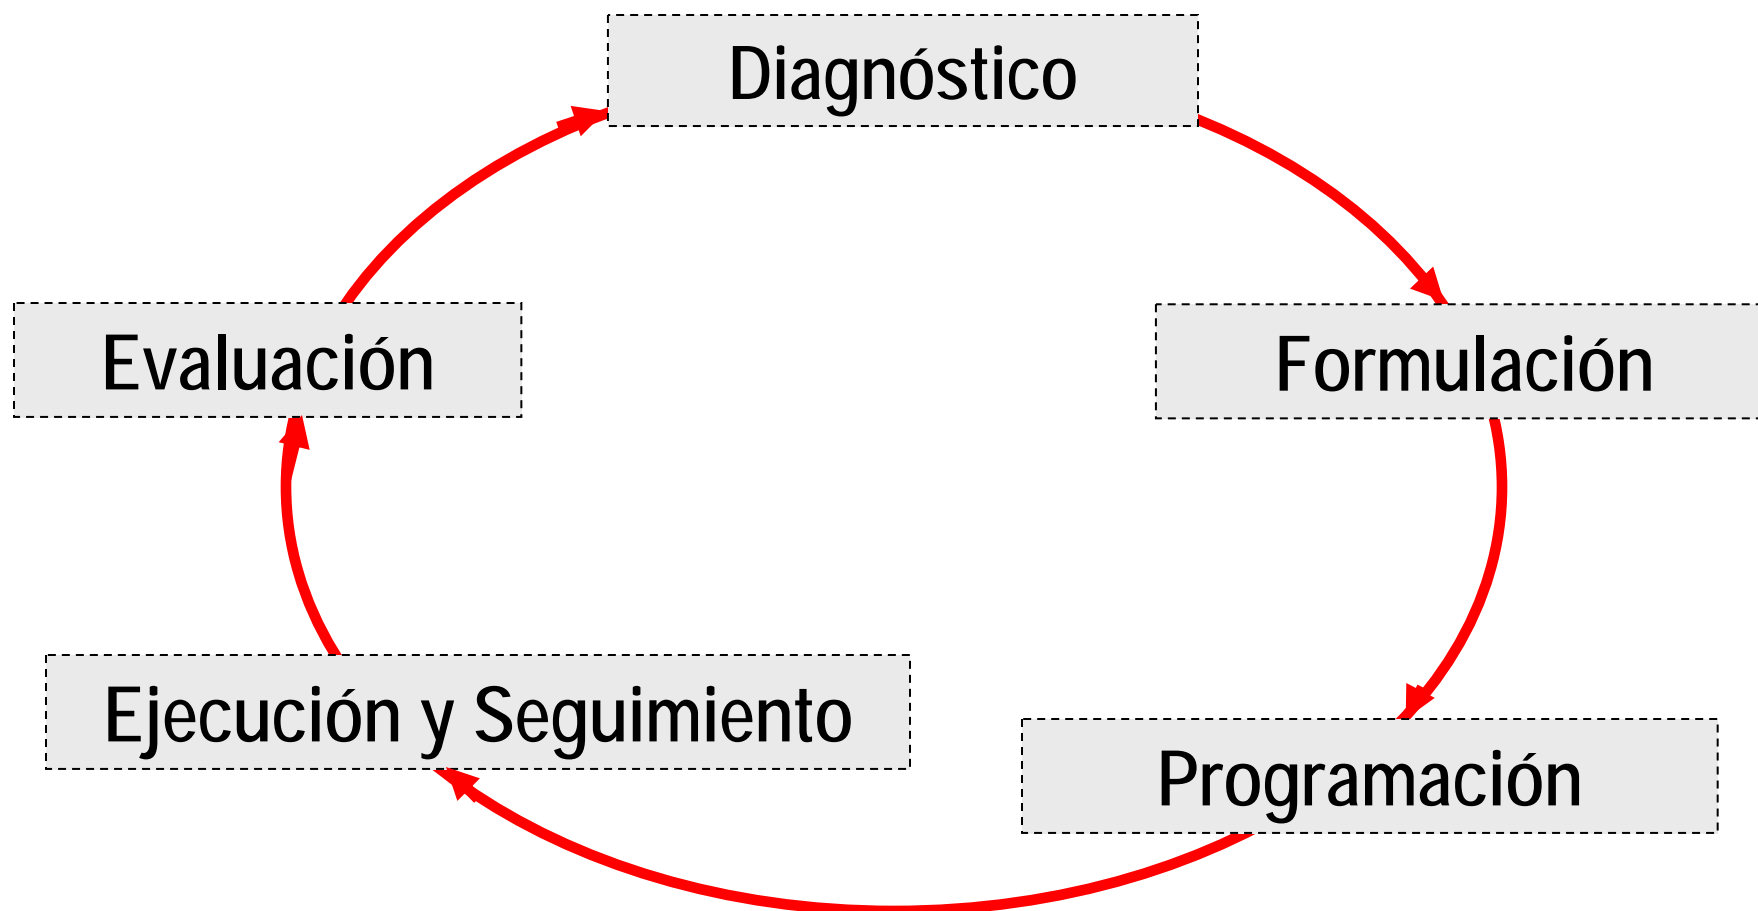 Diagnóstico
Evaluación
Formulación
Ejecución y Seguimiento
Programación